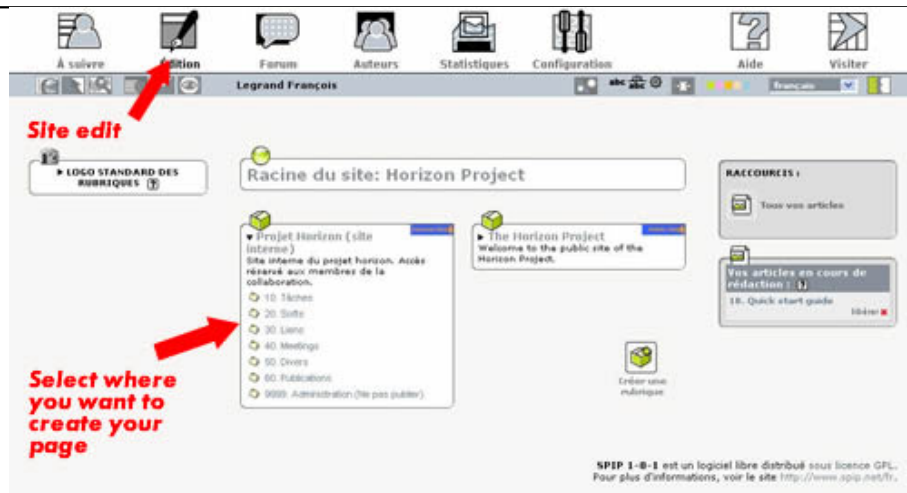 À suivre Édition Forum Auteurs Statistiques Configuration Aide Visiter
Legrand François
abc
abc
français
Site edit
LOGO STANDARD DES
RUBRIQUES ?
Racine du site: Horizon Project
RACCOURCIS :
Tous vos articles
Projet Horizon (site
interne)
Site interne du projet horizon. Accès
réservé aux membres de la
collaboration.
10. Tâches
20. Softs
30. Liens
40. Meetings
50. Divers
60. Publications
9999. Administration (Ne pas publier)
The Horizon Project
Welcome to the public site of the
Horizon Project.
Vos articles en cours de
rédaction : ?
10. Quick start guide
libérer
Créer une
rubrique
Select where
you want to
create your
page
SPIP 1-8-1 est un logiciel libre distribué sous licence GPL.
Pour plus d'informations, voir le site http://www.spip.net/fr.